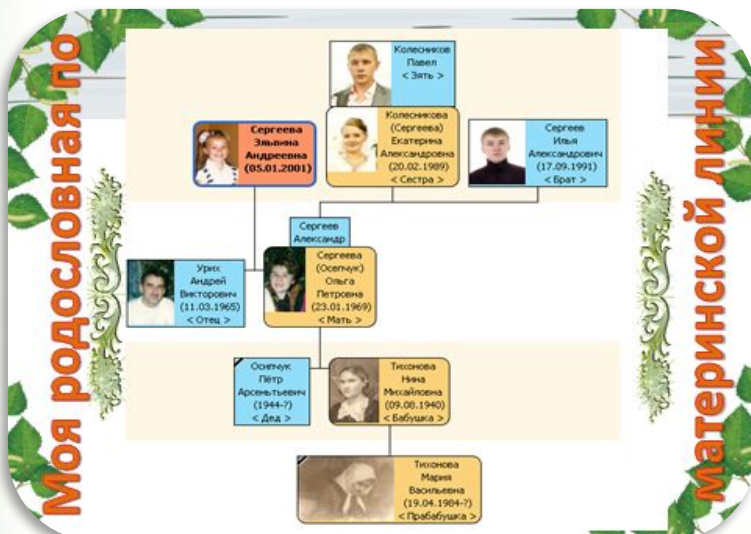 Моя родословная по
материнской линии
Колесников
Павел
< Зять >
Сергеева
Эльвина
Андреевна
(05.01.2001)
Колесникова
(Сергеева)
Екатерина
Александровна
(20.02.1989)
< Сестра >
Сергеев
Илья
Александрович
(17.09.1991)
< Брат >
Сергеев
Александр
Урих
Андрей
Викторович
(11.03.1965)
< Отец >
Сергеева
(Осепчук)
Ольга
Петровна
(23.01.1969)
< Мать >
Осипчук
Пётр
Арсеньтьевич
(1944-?)
< Дед >
Тихонова
Нина
Михайловна
(09.08.1940)
< Бабушка >
Тихонова
Мария
Васильевна
(19.04.1984-?)
< Прабабушка >